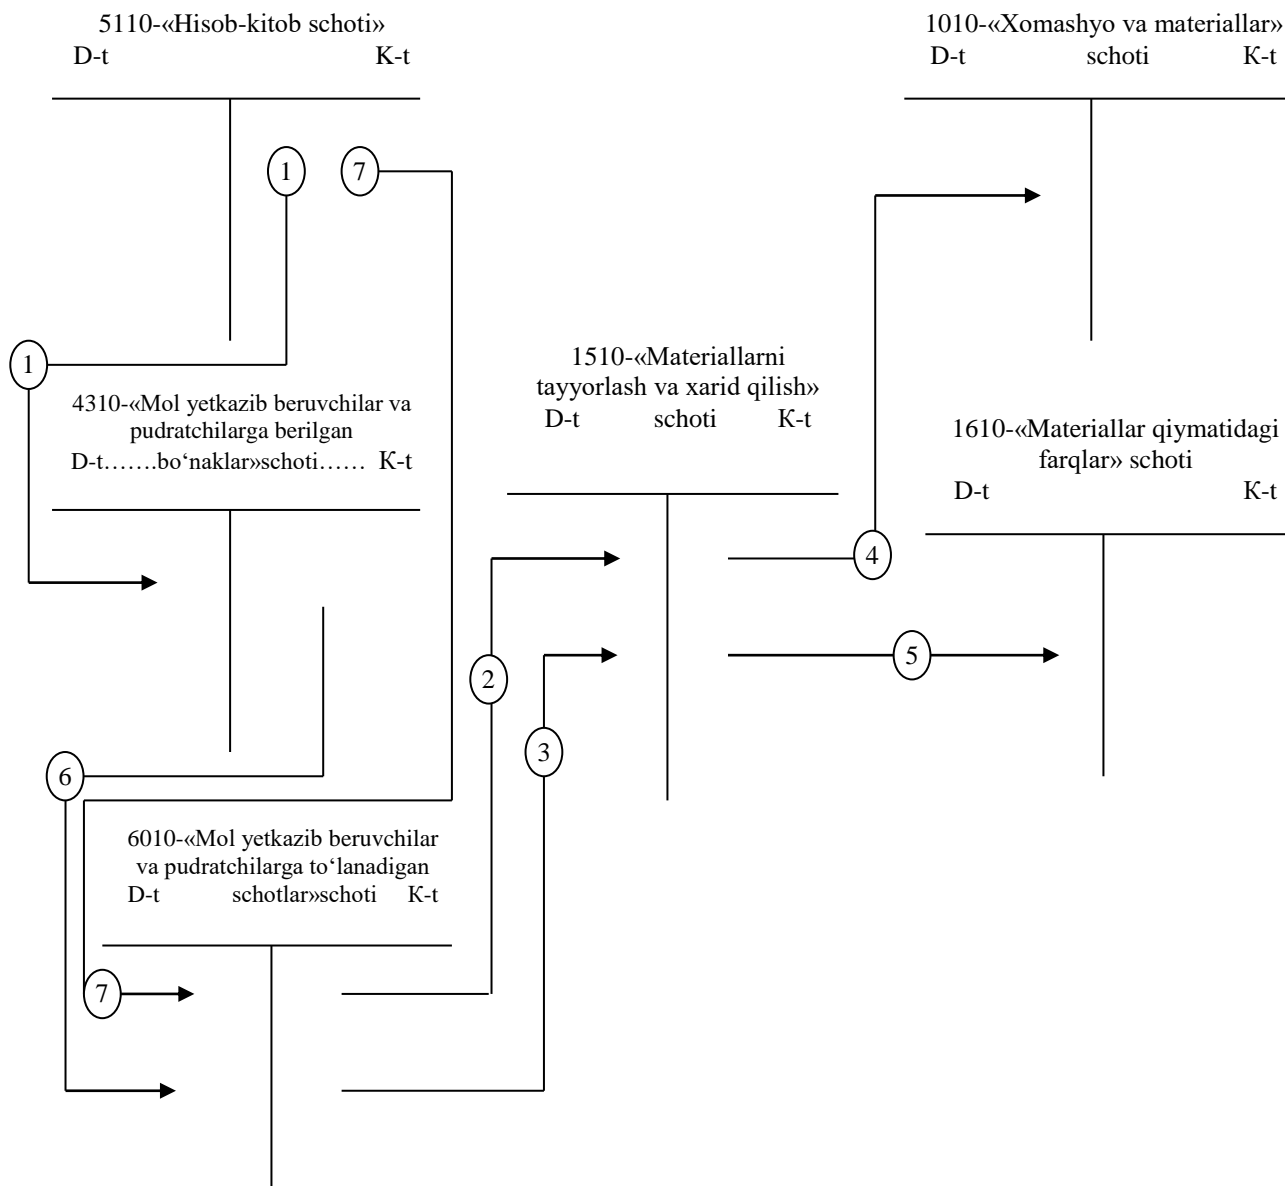 5110-«Hisob-kitob schoti»
D-t K-t
1 7
1
4310-«Mol yetkazib beruvchilar va
pudratchilarga berilgan
D-t…….bo‘naklar»schoti…… K-t
6
6010-«Mol yetkazib beruvchilar
va pudratchilarga to‘lanadigan
D-t schotlar»schoti K-t
7
1510-«Materiallarni
tayyorlash va xarid qilish»
D-t schoti K-t
2
3
1010-«Xomashyo va materiallar»
D-t schoti K-t
4
1610-«Materiallar qiymatidagi
farqlar» schoti
D-t K-t
5